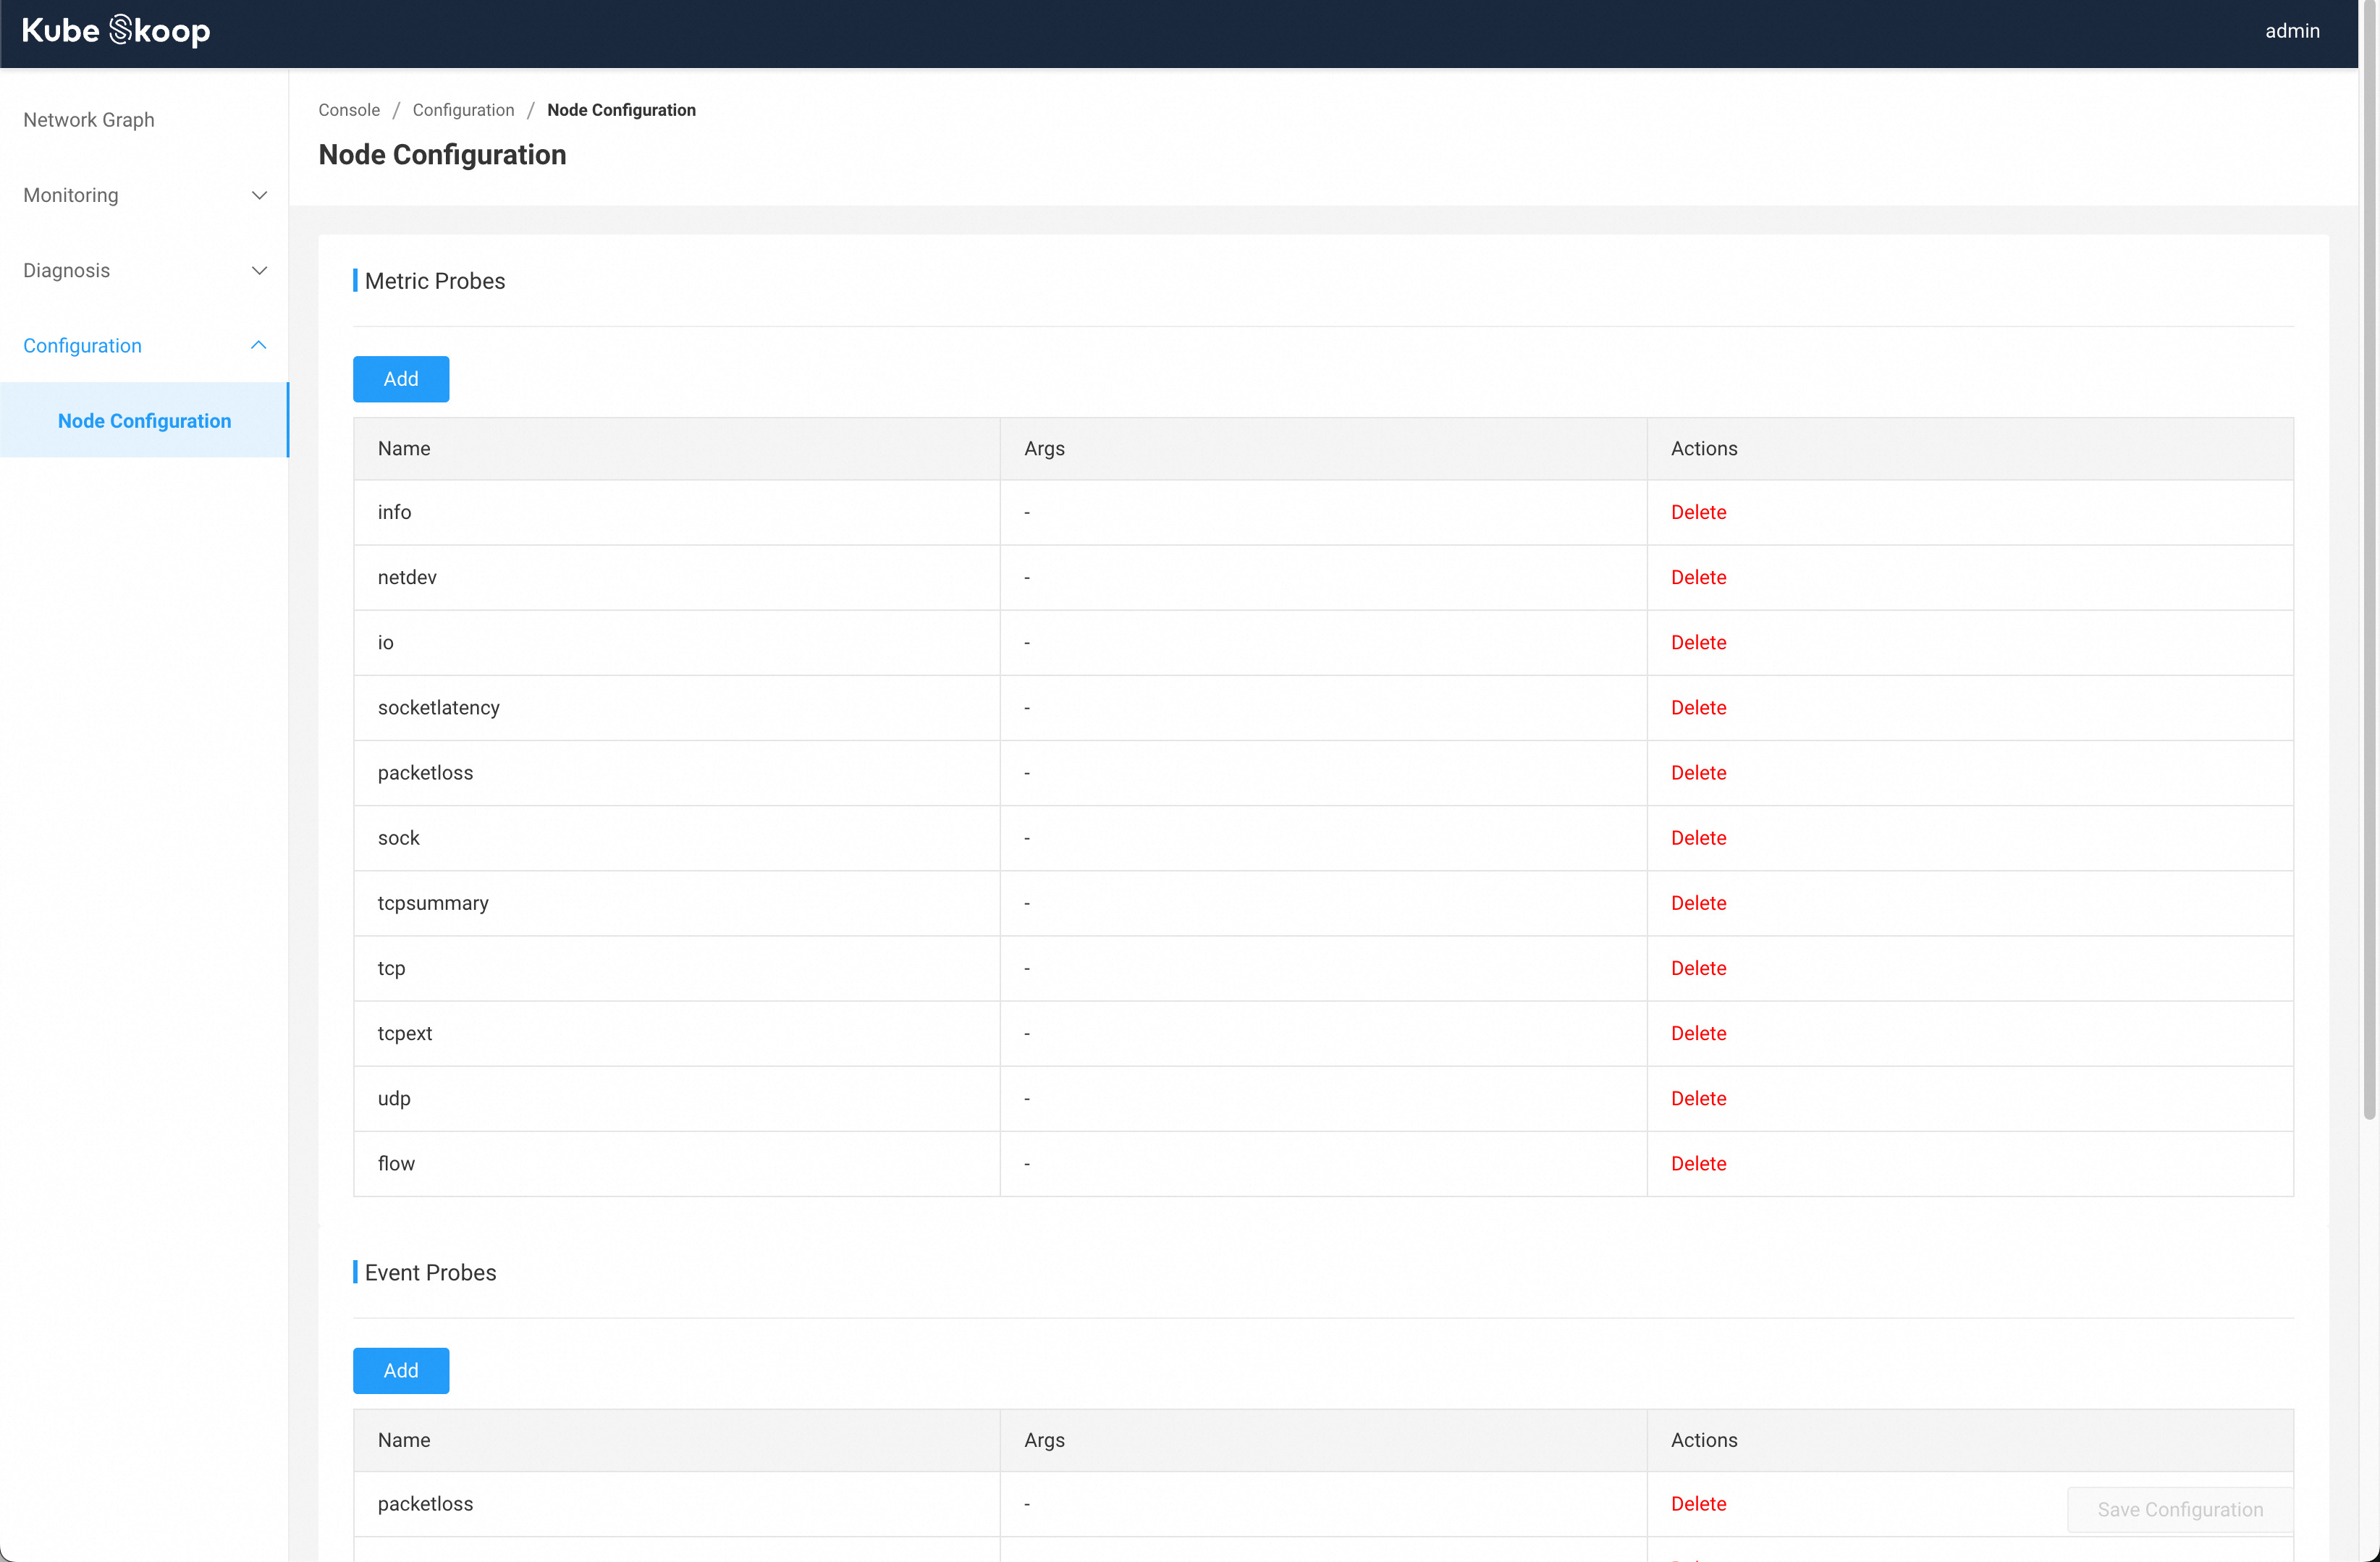 Kube Skoop
admin
Network Graph
Monitoring
Diagnosis
Configuration
Node Configuration
Console / Configuration / Node Configuration
Node Configuration
Metric Probes
Add
Name Args Actions
info - Delete
netdev - Delete
io - Delete
socketlatency - Delete
packetloss - Delete
sock - Delete
tcpsummary - Delete
tcp - Delete
tcpext - Delete
udp - Delete
flow - Delete
Event Probes
Add
Name Args Actions
packetloss - Delete
Save Configuration